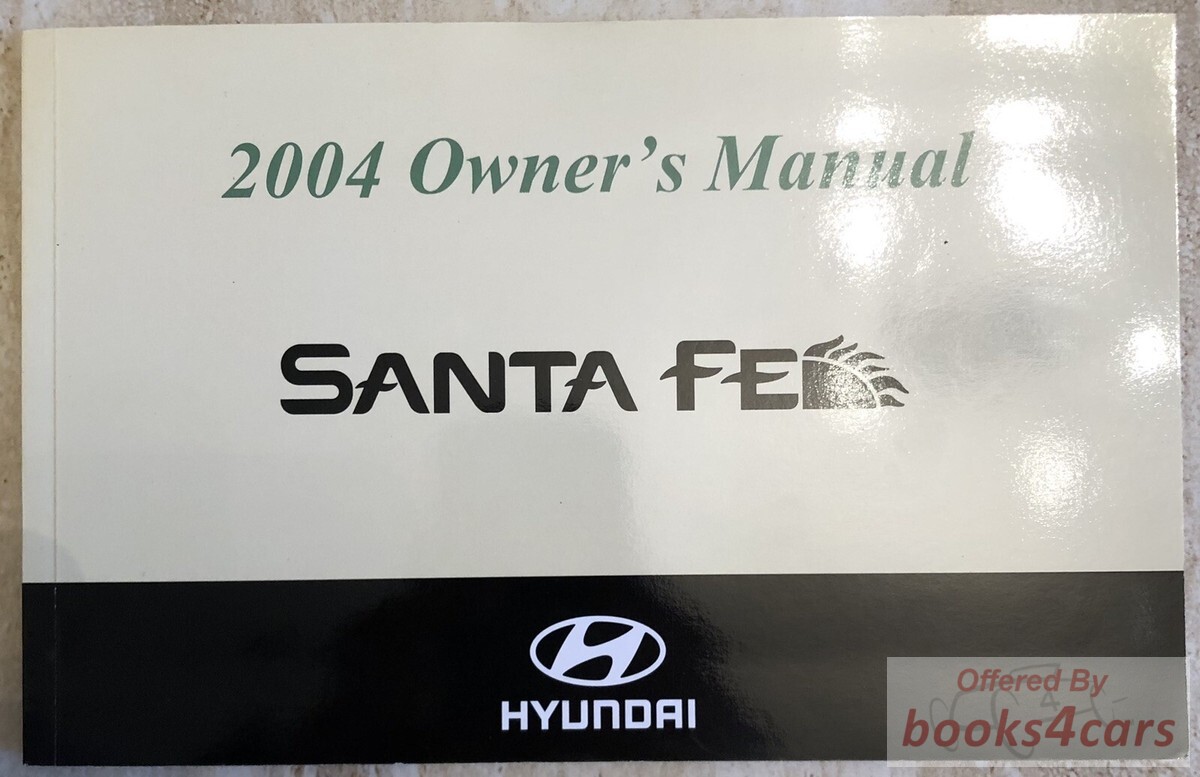 2004 Owner's Manual
SANTA FE
HYUNDAI
Offered By
books4cars